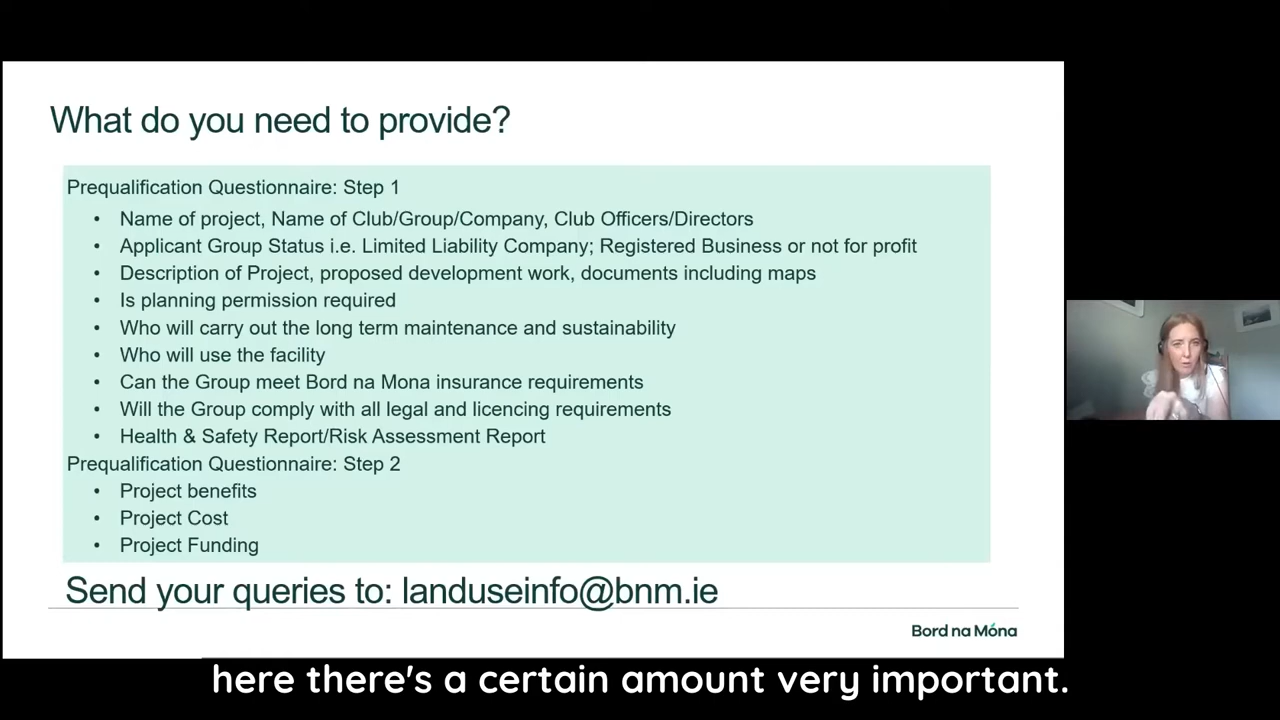 What do you need to provide?
Prequalification Questionnaire: Step 1
• Name of project, Name of Club/Group/Company, Club Officers/Directors
• Applicant Group Status i.e. Limited Liability Company; Registered Business or not for profit
• Description of Project, proposed development work, documents including maps
• Is planning permission required
• Who will carry out the long term maintenance and sustainability
• Who will use the facility
• Can the Group meet Bord na Mona insurance requirements
• Will the Group comply with all legal and licencing requirements
• Health & Safety Report/Risk Assessment Report
Prequalification Questionnaire: Step 2
• Project benefits
• Project Cost
• Project Funding
Send your queries to: landuseinfo@bnm.ie
Bord na Móna
here there's a certain amount very important.